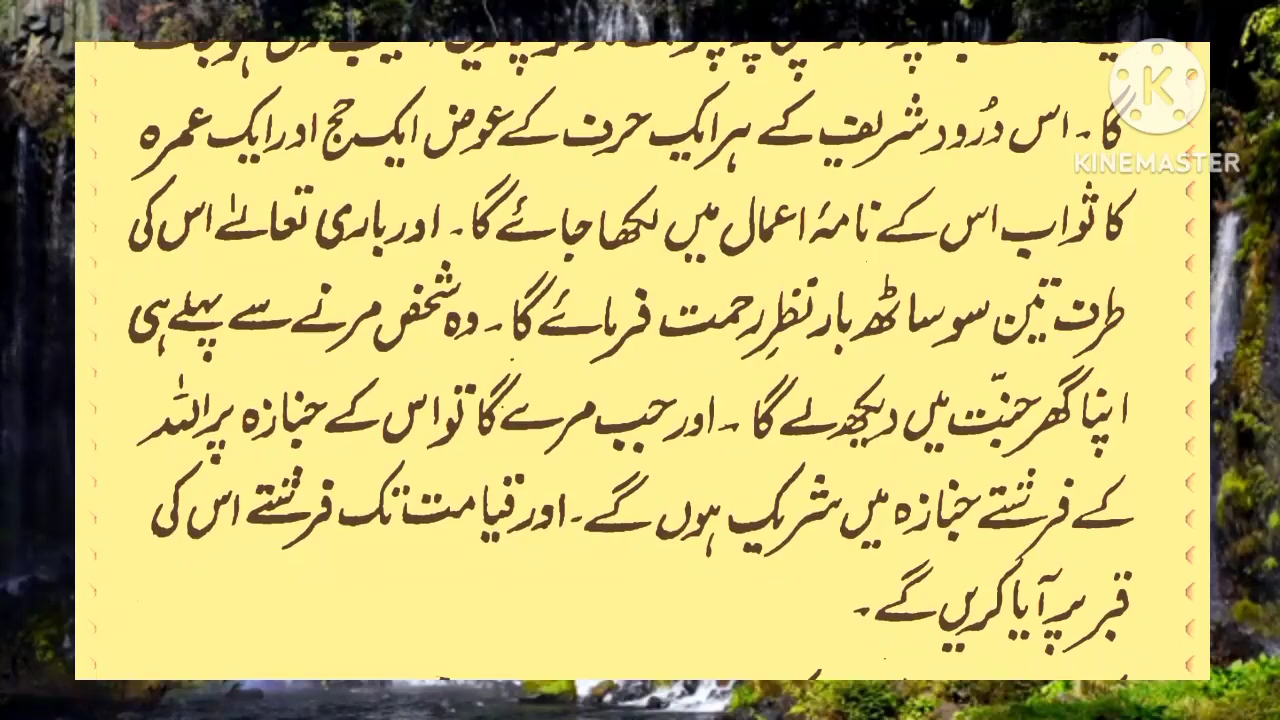 گا۔ اس دُرود شریف کے ہر ایک حرف کے عوض ایک حج اور ایک عمرہ
کا ثواب اس کے نامۂ اعمال میں لکھا جائے گا۔ اور باری تعالےٰ اس کی
طرف تین سو ساٹھ بار نظرِ رحمت فرمائے گا۔ وہ شخص مرنے سے پہلے ہی
اپنا گھر جنّت میں دیکھ لے گا۔ اور جب مرے گا تو اس کے جنازہ پر اللہ
کے فرشتے جنازہ میں شریک ہوں گے۔ اور قیامت تک فرشتے اس کی
قبر پر آیا کریں گے۔
K
KINEMASTER